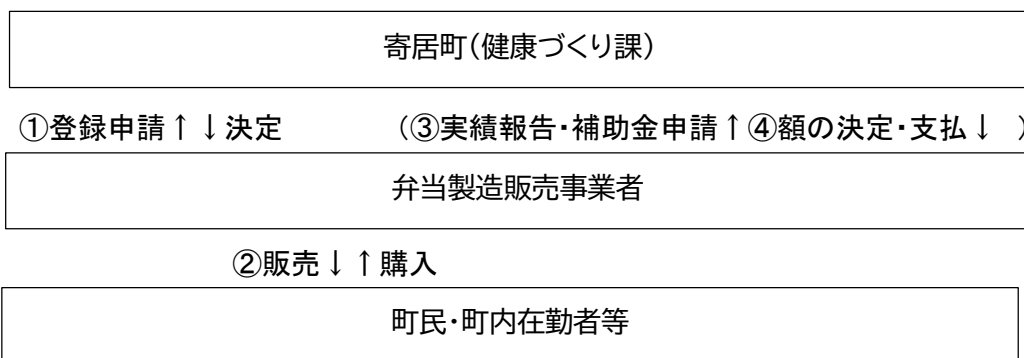 寄居町(健康づくり課)
①登録申請↑↓決定　　　　(③実績報告・補助金申請↑④額の決定・支払↓　)
弁当製造販売事業者
②販売↓↑購入
町民・町内在勤者等